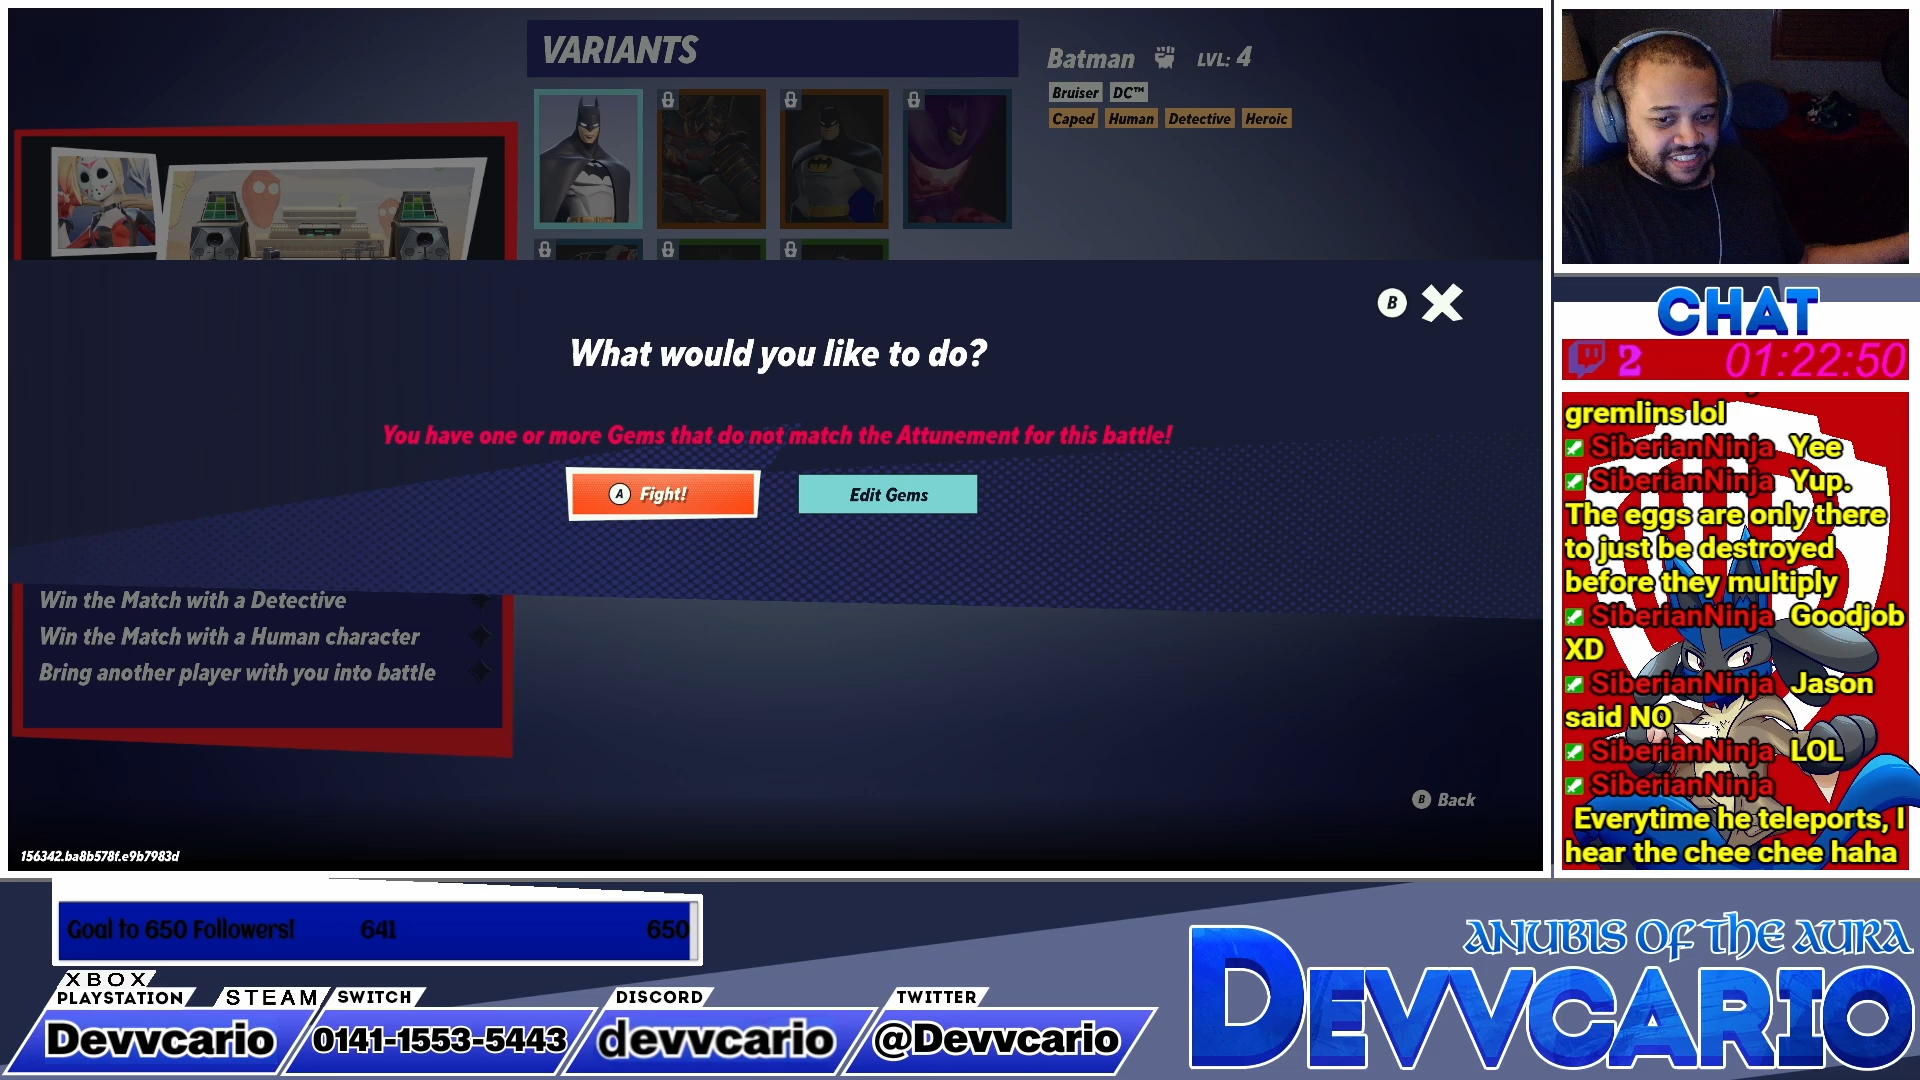 VARIANTS
Batman LVL: 4
Bruiser DC™
Caped Human Detective Heroic
B
What would you like to do?
You have one or more Gems that do not match the Attunement for this battle!
A Fight!
Edit Gems
Win the Match with a Detective
Win the Match with a Human character
Bring another player with you into battle
B Back
156342.ba8b578f.e9b7983d
CHAT
2 01:22:50
gremlins lol
SiberianNinja Yee
SiberianNinja Yup.
The eggs are only there
to just be destroyed
before they multiply
SiberianNinja Goodjob
XD
SiberianNinja Jason
said NO
SiberianNinja LOL
SiberianNinja
Everytime he teleports, I
hear the chee chee haha
Goal to 650 Followers! 641 650
XBOX
PLAYSTATION STEAM SWITCH DISCORD TWITTER
Devvcario 0141-1553-5443 devvcario @Devvcario
ANUBIS OF THE AURA
DEVVCARIO